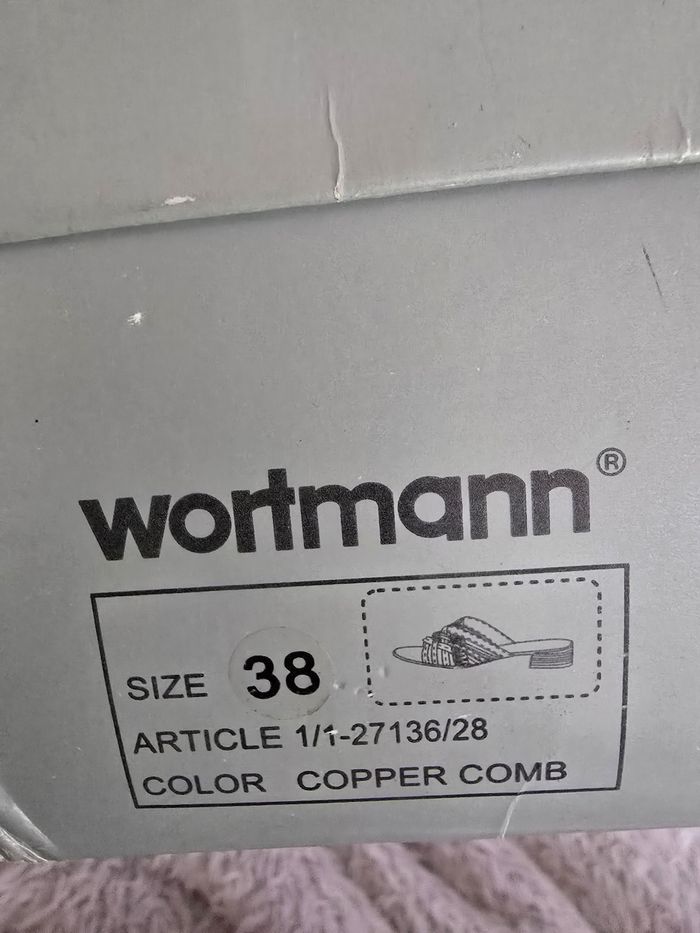 wortmann®
SIZE 38
ARTICLE 1/1-27136/28
COLOR COPPER COMB